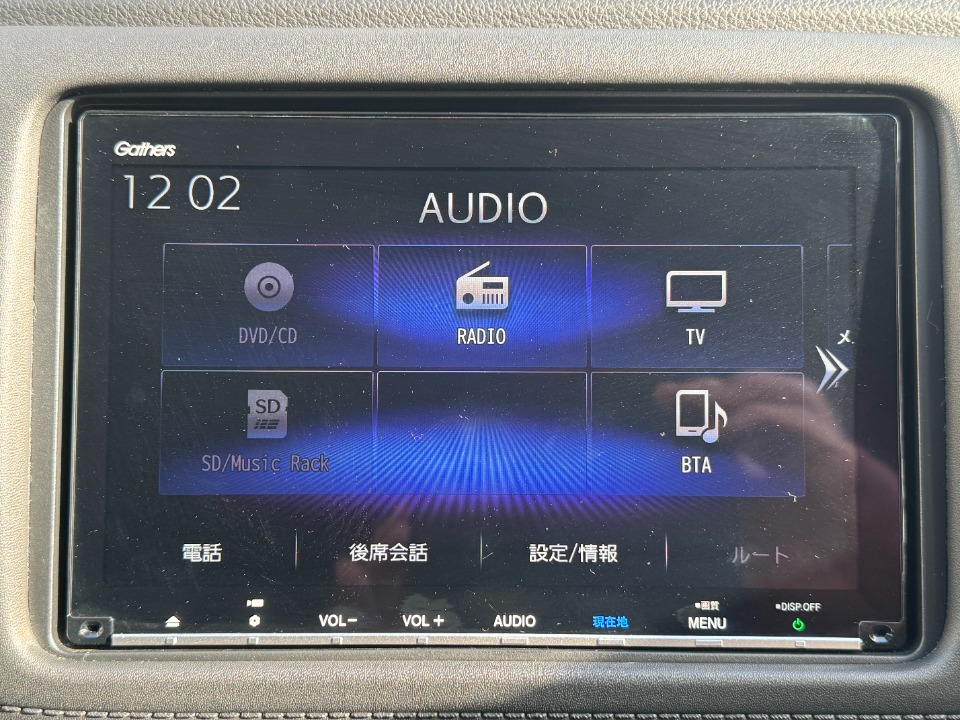 Gathers
12 02
AUDIO
DVD/CD
RADIO
TV
メ
SD
SD/Music Rack
BTA
電話
後席会話
設定/情報
ルート
VOL−
VOL +
AUDIO
現在地
画質
MENU
DISP.OFF